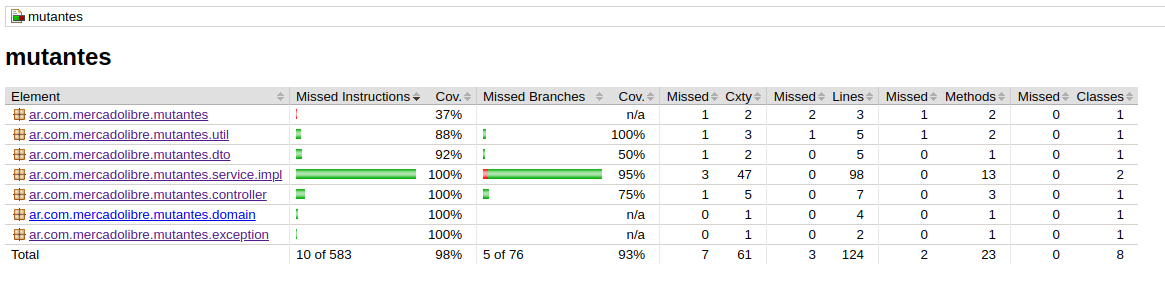 mutantes
mutantes
Element Missed Instructions Cov. Missed Branches Cov. Missed Cxty Missed Lines Missed Methods Missed Classes
ar.com.mercadolibre.mutantes 37% n/a 1 2 2 3 1 2 0 1
ar.com.mercadolibre.mutantes.util 88% 100% 1 3 1 5 1 2 0 1
ar.com.mercadolibre.mutantes.dto 92% 50% 1 2 0 5 0 1 0 1
ar.com.mercadolibre.mutantes.service.impl 100% 95% 3 47 0 98 0 13 0 2
ar.com.mercadolibre.mutantes.controller 100% 75% 1 5 0 7 0 3 0 1
ar.com.mercadolibre.mutantes.domain 100% n/a 0 1 0 4 0 1 0 1
ar.com.mercadolibre.mutantes.exception 100% n/a 0 1 0 2 0 1 0 1
Total 10 of 583 98% 5 of 76 93% 7 61 3 124 2 23 0 8